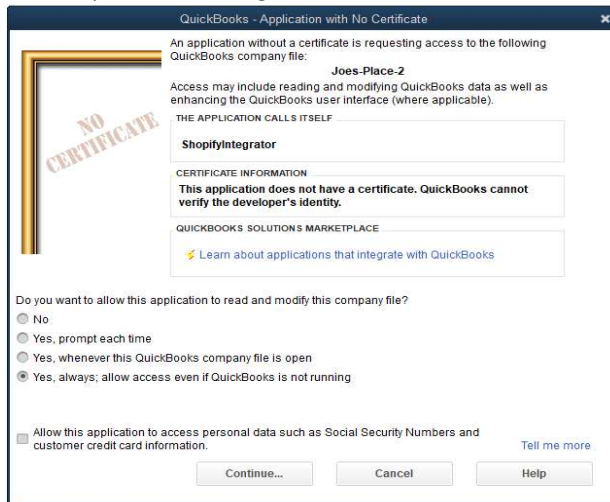 QuickBooks - Application with No Certificate
An application without a certificate is requesting access to the following
QuickBooks company file:
Joes-Place-2
Access may include reading and modifying QuickBooks data as well as
enhancing the QuickBooks user interface (where applicable).
NO
CERTIFICATE
THE APPLICATION CALLS ITSELF
ShopifyIntegrator
CERTIFICATE INFORMATION
This application does not have a certificate. QuickBooks cannot
verify the developer's identity.
QUICKBOOKS SOLUTIONS MARKETPLACE
Learn about applications that integrate with QuickBooks
Do you want to allow this application to read and modify this company file?
No
Yes, prompt each time
Yes, whenever this QuickBooks company file is open
Yes, always; allow access even if QuickBooks is not running
Allow this application to access personal data such as Social Security Numbers and
customer credit card information.
Tell me more
Continue...
Cancel
Help